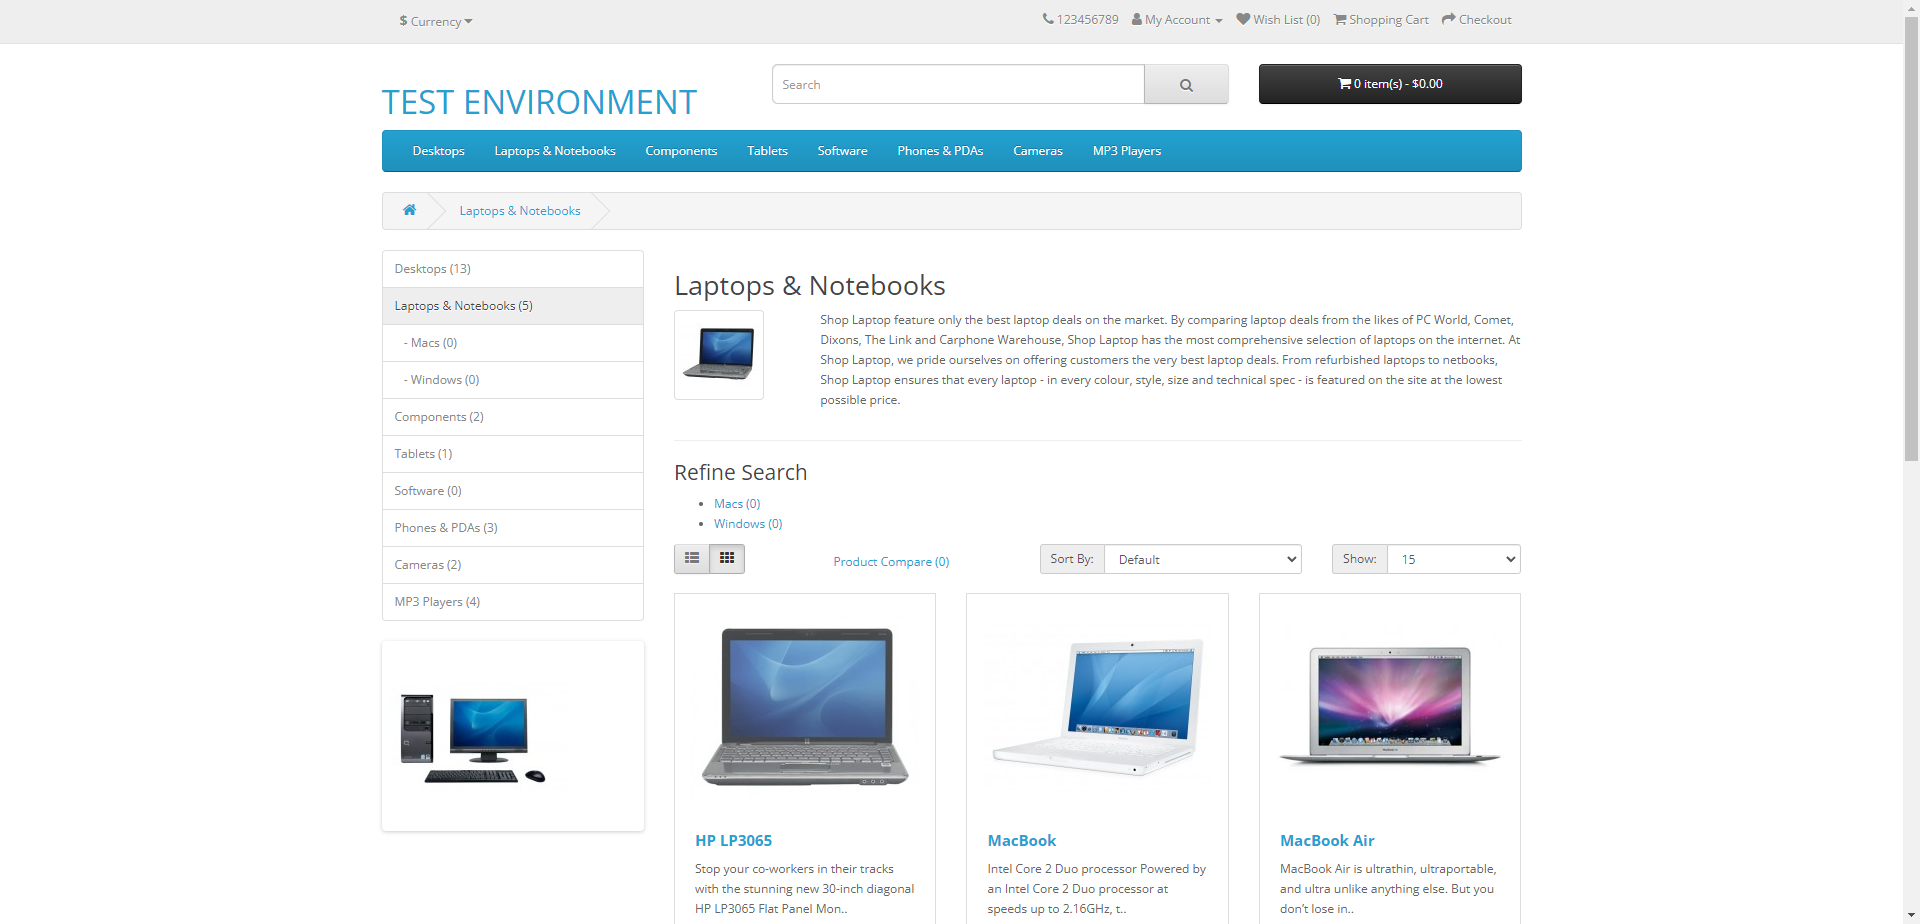 $ Currency
123456789 My Account Wish List (0) Shopping Cart Checkout
TEST ENVIRONMENT
Search
0 item(s) - $0.00
Desktops Laptops & Notebooks Components Tablets Software Phones & PDAs Cameras MP3 Players
Laptops & Notebooks
Desktops (13)
Laptops & Notebooks (5)
- Macs (0)
- Windows (0)
Components (2)
Tablets (1)
Software (0)
Phones & PDAs (3)
Cameras (2)
MP3 Players (4)
Laptops & Notebooks
Shop Laptop feature only the best laptop deals on the market. By comparing laptop deals from the likes of PC World, Comet,
Dixons, The Link and Carphone Warehouse, Shop Laptop has the most comprehensive selection of laptops on the internet. At
Shop Laptop, we pride ourselves on offering customers the very best laptop deals. From refurbished laptops to netbooks,
Shop Laptop ensures that every laptop - in every colour, style, size and technical spec - is featured on the site at the lowest
possible price.
Refine Search
Macs (0)
Windows (0)
Product Compare (0)
Sort By: Default
Show: 15
HP LP3065
Stop your co-workers in their tracks
with the stunning new 30-inch diagonal
HP LP3065 Flat Panel Mon..
MacBook
Intel Core 2 Duo processor Powered by
an Intel Core 2 Duo processor at
speeds up to 2.16GHz, t..
MacBook Air
MacBook Air is ultrathin, ultraportable,
and ultra unlike anything else. But you
don’t lose in..